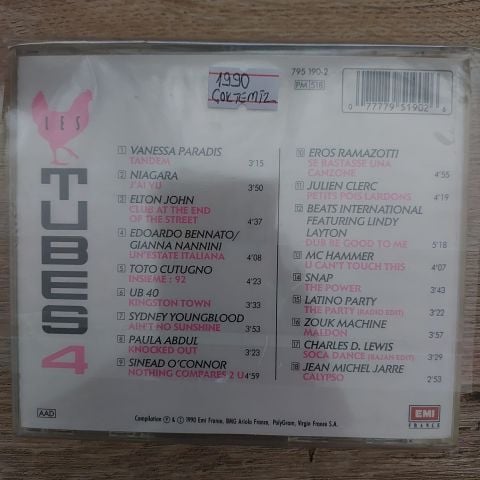 1990
ÇOKTEMİZ
795 190-2
PM 518
0 77779 51902 6
LES
TUBES
4
1 VANESSA PARADIS
TANDEM 3'15
2 NIAGARA
J'AI VU 3'50
3 ELTON JOHN
CLUB AT THE END
OF THE STREET 4'37
4 EDOARDO BENNATO/
GIANNA NANNINI
UN'ESTATE ITALIANA 4'08
5 TOTO CUTUGNO
INSIEME : 92 4'23
6 UB 40
KINGSTON TOWN 3'33
7 SYDNEY YOUNGBLOOD
AIN'T NO SUNSHINE 3'53
8 PAULA ABDUL
KNOCKED OUT 3'23
9 SINEAD O'CONNOR
NOTHING COMPARES 2 U 4'59
10 EROS RAMAZOTTI
SE BASTASSE UNA
CANZONE 4'55
11 JULIEN CLERC
PETITS POIS LARDONS 4'19
12 BEATS INTERNATIONAL
FEATURING LINDY
LAYTON
DUB BE GOOD TO ME 5'18
13 MC HAMMER
U CAN'T TOUCH THIS 4'07
14 SNAP
THE POWER 3'43
15 LATINO PARTY
THE PARTY (RADIO EDIT) 3'22
16 ZOUK MACHINE
MALDON 3'57
17 CHARLES D. LEWIS
SOCA DANCE (BAJAN EDIT) 3'29
18 JEAN MICHEL JARRE
CALYPSO 2'53
AAD
Compilation ℗ & © 1990 Emi France, BMG Ariola France, PolyGram, Virgin France S.A.
EMI
FRANCE